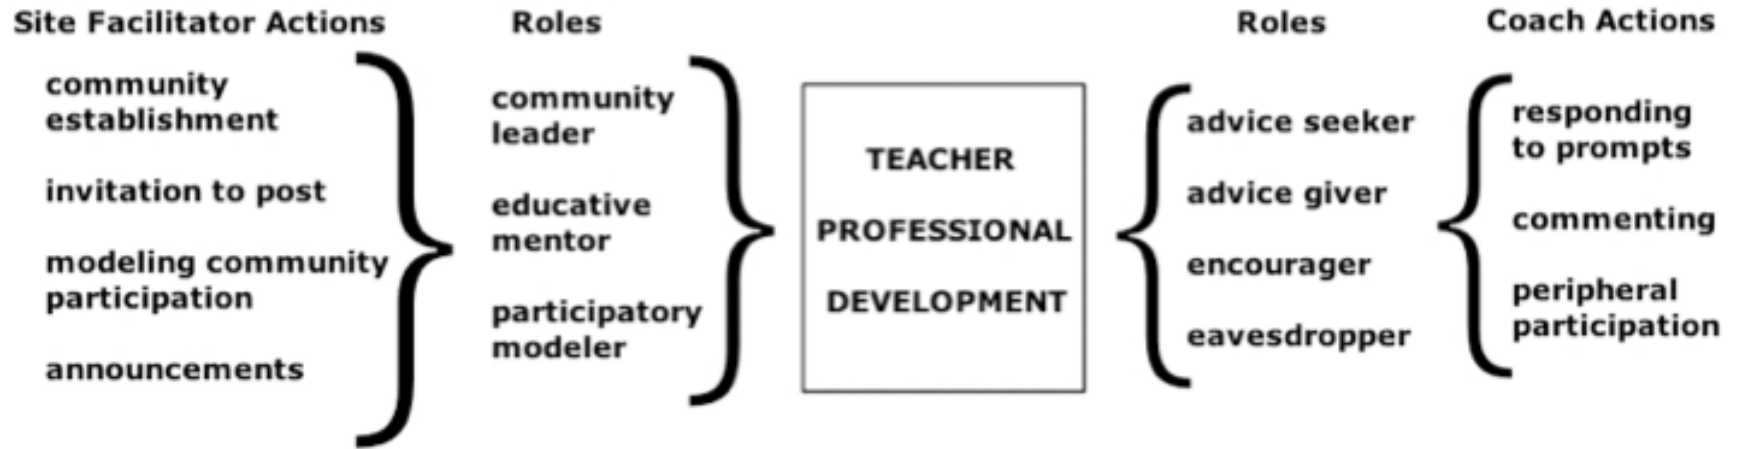 Site Facilitator Actions
community
establishment
invitation to post
modeling community
participation
announcements
Roles
community
leader
educative
mentor
participatory
modeler
TEACHER
PROFESSIONAL
DEVELOPMENT
Roles
advice seeker
advice giver
encourager
eavesdropper
Coach Actions
responding
to prompts
commenting
peripheral
participation